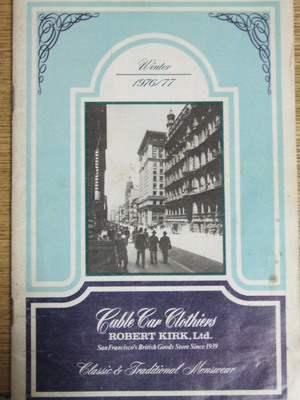 Winter
1976/77
Cable Car Clothiers
ROBERT KIRK, Ltd.
San Francisco's British Goods Store Since 1939
Classic & Traditional Menswear